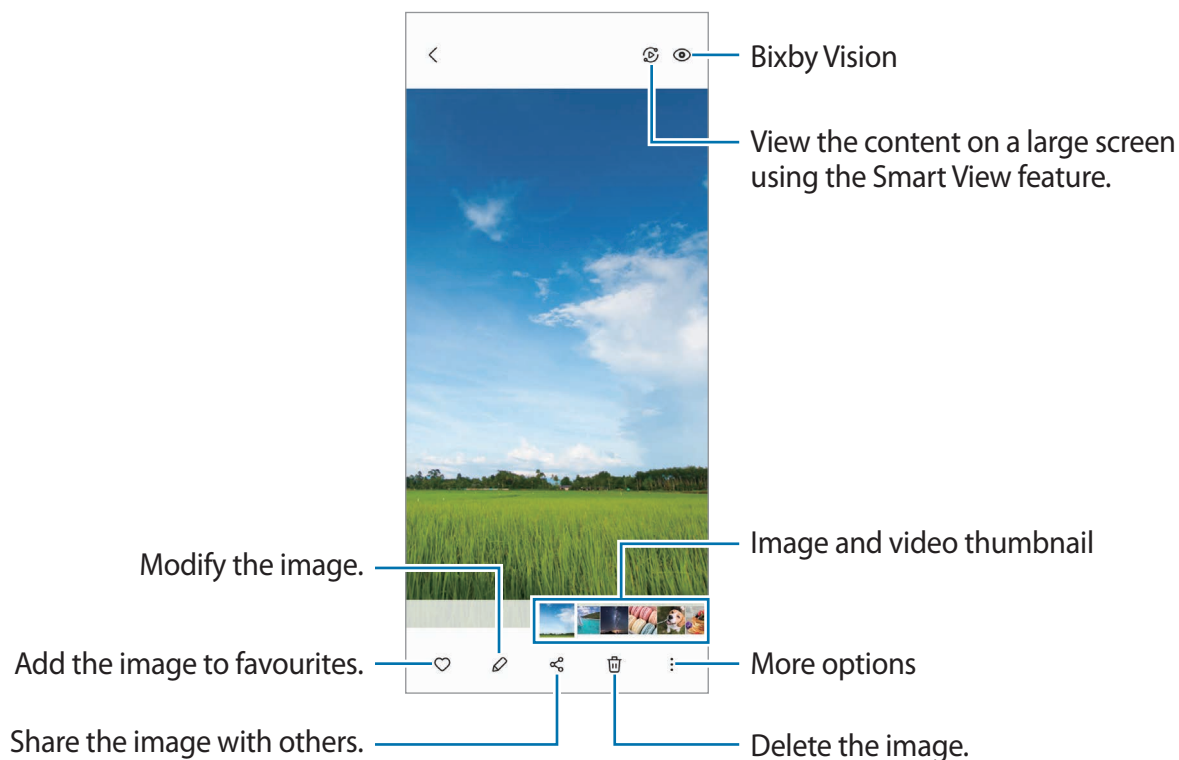 Bixby Vision
View the content on a large screen
using the Smart View feature.
Image and video thumbnail
Modify the image.
Add the image to favourites.
More options
Share the image with others.
Delete the image.